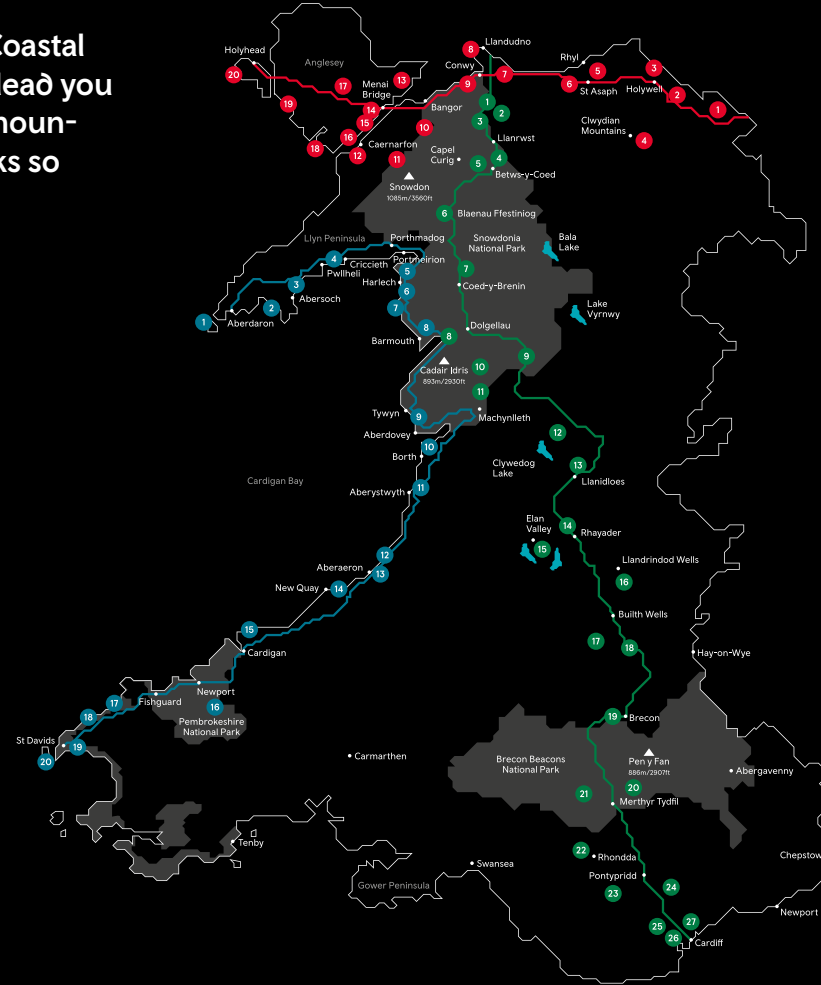 Coastal
lead you
noun-
ks so
Llandudno
8
Holyhead
Anglesey
Rhyl
Conwy
20
17
13
Menai
Bridge
9
7
5
3
6
St Asaph
Holywell
2
1
19
14
Bangor
1
2
15
3
10
Clwydian
Mountains
16
Llanrwst
4
18
Caernarfon
12
11
Capel
Curig
5
4
Betws-y-Coed
Snowdon
1085m/3560ft
6
Blaenau Ffestiniog
Llyn Peninsula
Porthmadog
Snowdonia
National Park
Bala
Lake
4
Criccieth
Portmeirion
Pwllheli
5
7
3
Harlech
Coed-y-Brenin
Abersoch
6
2
7
Lake
Vyrnwy
1
Aberdaron
8
Dolgellau
Barmouth
8
9
Cadair Idris
893m/2930ft
10
11
Tywyn
9
Machynlleth
Aberdovey
12
10
Borth
Clywedog
Lake
13
Cardigan Bay
Llanidloes
Aberystwyth
11
Elan
Valley
14
Rhayader
15
12
Llandrindod Wells
Aberaeron
13
16
New Quay
14
Builth Wells
15
17
18
Cardigan
Hay-on-Wye
Newport
Fishguard
17
16
18
Pembrokeshire
National Park
19
Brecon
St Davids
19
20
Carmarthen
Brecon Beacons
National Park
Pen y Fan
886m/2907ft
Abergavenny
21
20
Merthyr Tydfil
Tenby
22
Rhondda
Chepstow
Swansea
Pontypridd
Gower Peninsula
23
24
Newport
25
27
26
Cardiff